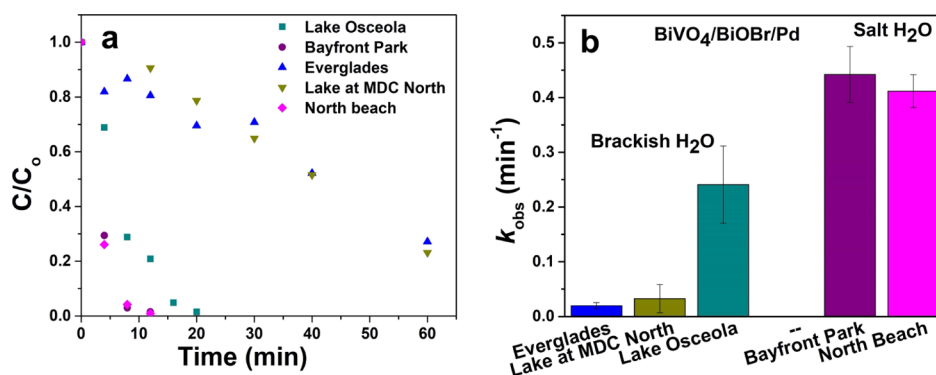 a
Lake Osceola
Bayfront Park
Everglades
Lake at MDC North
North beach
C/Co
1.0
0.8
0.6
0.4
0.2
0.0
0
10
20
30
40
50
60
Time (min)
b
BiVO4/BiOBr/Pd
Salt H2O
Brackish H2O
kobs (min-1)
0.5
0.4
0.3
0.2
0.1
0.0
Everglades
Lake at MDC North
Lake Osceola
--
Bayfront Park
North Beach